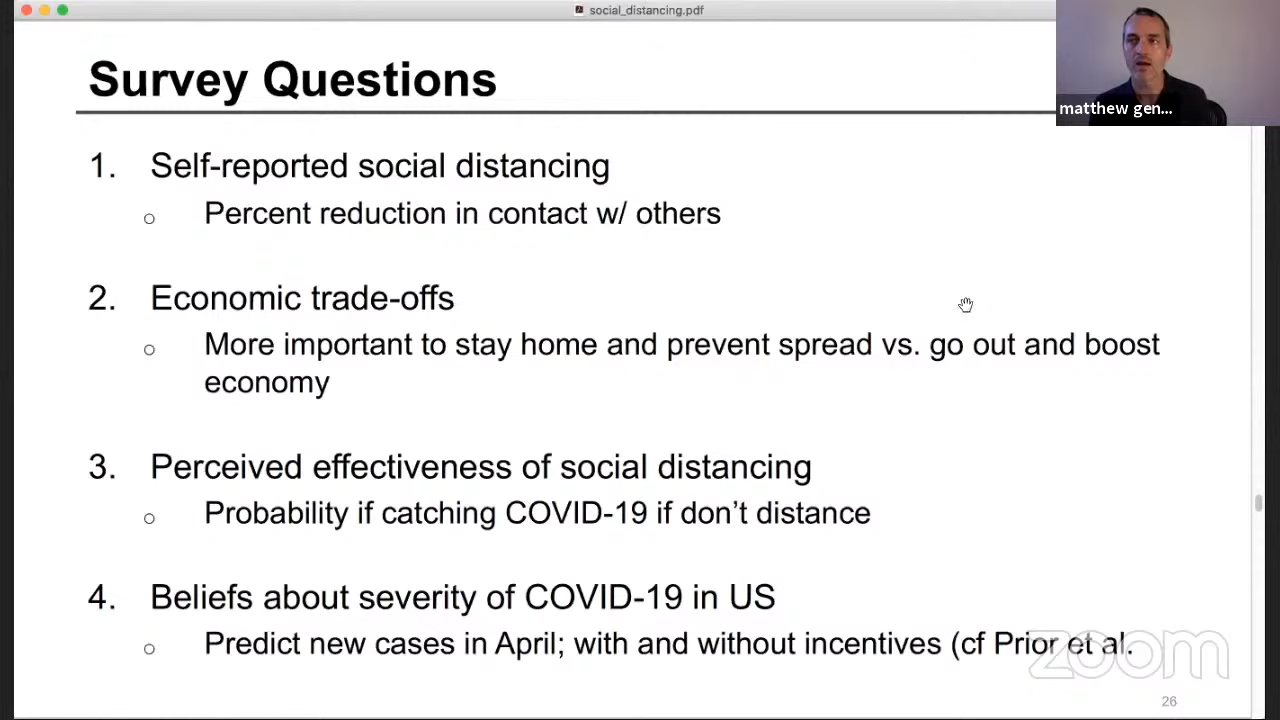 social_distancing.pdf
Survey Questions
matthew gen...
1. Self-reported social distancing
o Percent reduction in contact w/ others
2. Economic trade-offs
o More important to stay home and prevent spread vs. go out and boost
economy
3. Perceived effectiveness of social distancing
o Probability if catching COVID-19 if don’t distance
4. Beliefs about severity of COVID-19 in US
o Predict new cases in April; with and without incentives (cf Prior et al.
zoom
26